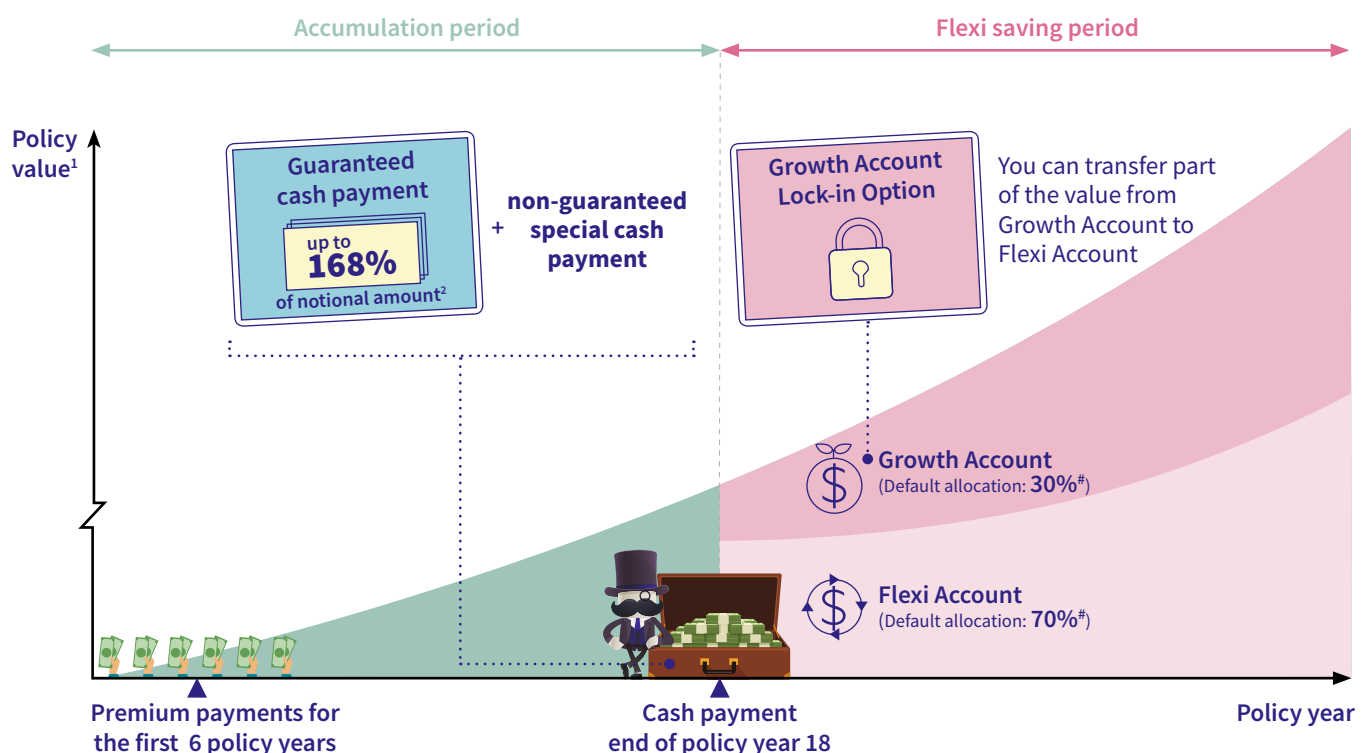 Accumulation period
Flexi saving period
Policy
value¹
Guaranteed
cash payment
up to
168%
of notional amount²
+
non-guaranteed
special cash
payment
Growth Account
Lock-in Option
You can transfer part
of the value from
Growth Account to
Flexi Account
$
Growth Account
(Default allocation: 30%#)
$
Flexi Account
(Default allocation: 70%#)
Premium payments for
the first 6 policy years
Cash payment
end of policy year 18
Policy year